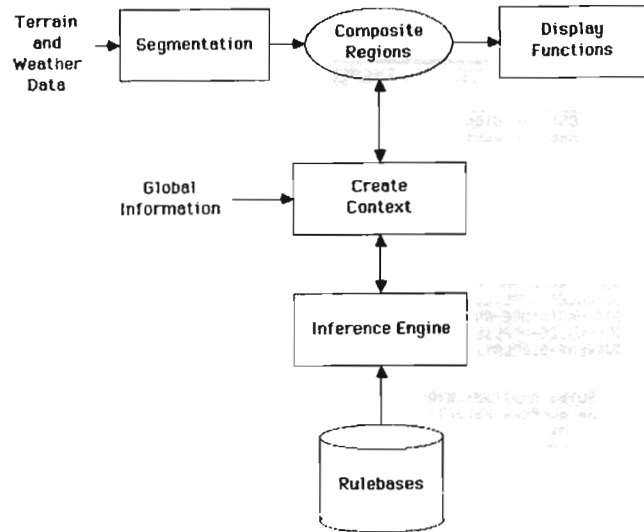 Terrain
and
Weather
Data
Segmentation
Composite
Regions
Display
Functions
Global
Information
Create
Context
Inference Engine
Rulebases